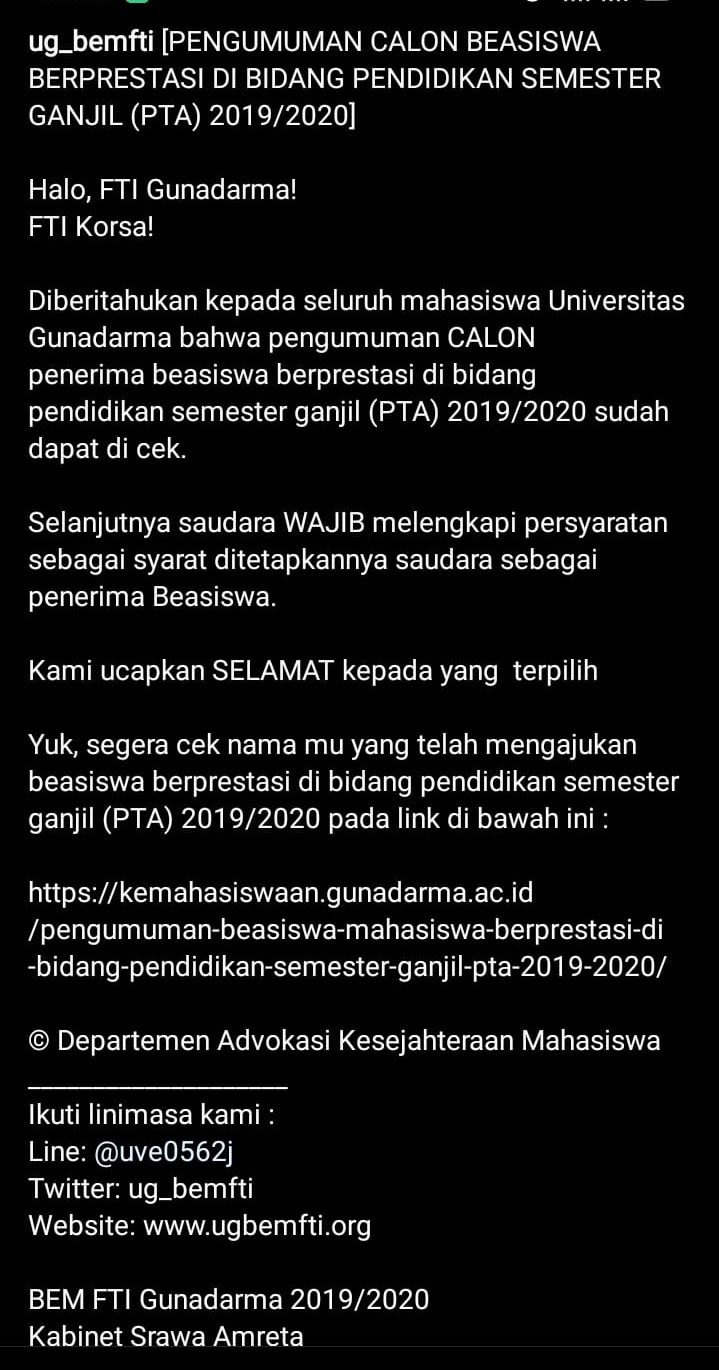 ug_bemfti [PENGUMUMAN CALON BEASISWA
BERPRESTASI DI BIDANG PENDIDIKAN SEMESTER
GANJIL (PTA) 2019/2020]
Halo, FTI Gunadarma!
FTI Korsa!
Diberitahukan kepada seluruh mahasiswa Universitas
Gunadarma bahwa pengumuman CALON
penerima beasiswa berprestasi di bidang
pendidikan semester ganjil (PTA) 2019/2020 sudah
dapat di cek.
Selanjutnya saudara WAJIB melengkapi persyaratan
sebagai syarat ditetapkannya saudara sebagai
penerima Beasiswa.
Kami ucapkan SELAMAT kepada yang  terpilih
Yuk, segera cek nama mu yang telah mengajukan
beasiswa berprestasi di bidang pendidikan semester
ganjil (PTA) 2019/2020 pada link di bawah ini :
https://kemahasiswaan.gunadarma.ac.id
/pengumuman-beasiswa-mahasiswa-berprestasi-di
-bidang-pendidikan-semester-ganjil-pta-2019-2020/
© Departemen Advokasi Kesejahteraan Mahasiswa
____________________
Ikuti linimasa kami :
Line: @uve0562j
Twitter: ug_bemfti
Website: www.ugbemfti.org
BEM FTI Gunadarma 2019/2020
Kabinet Srawa Amreta